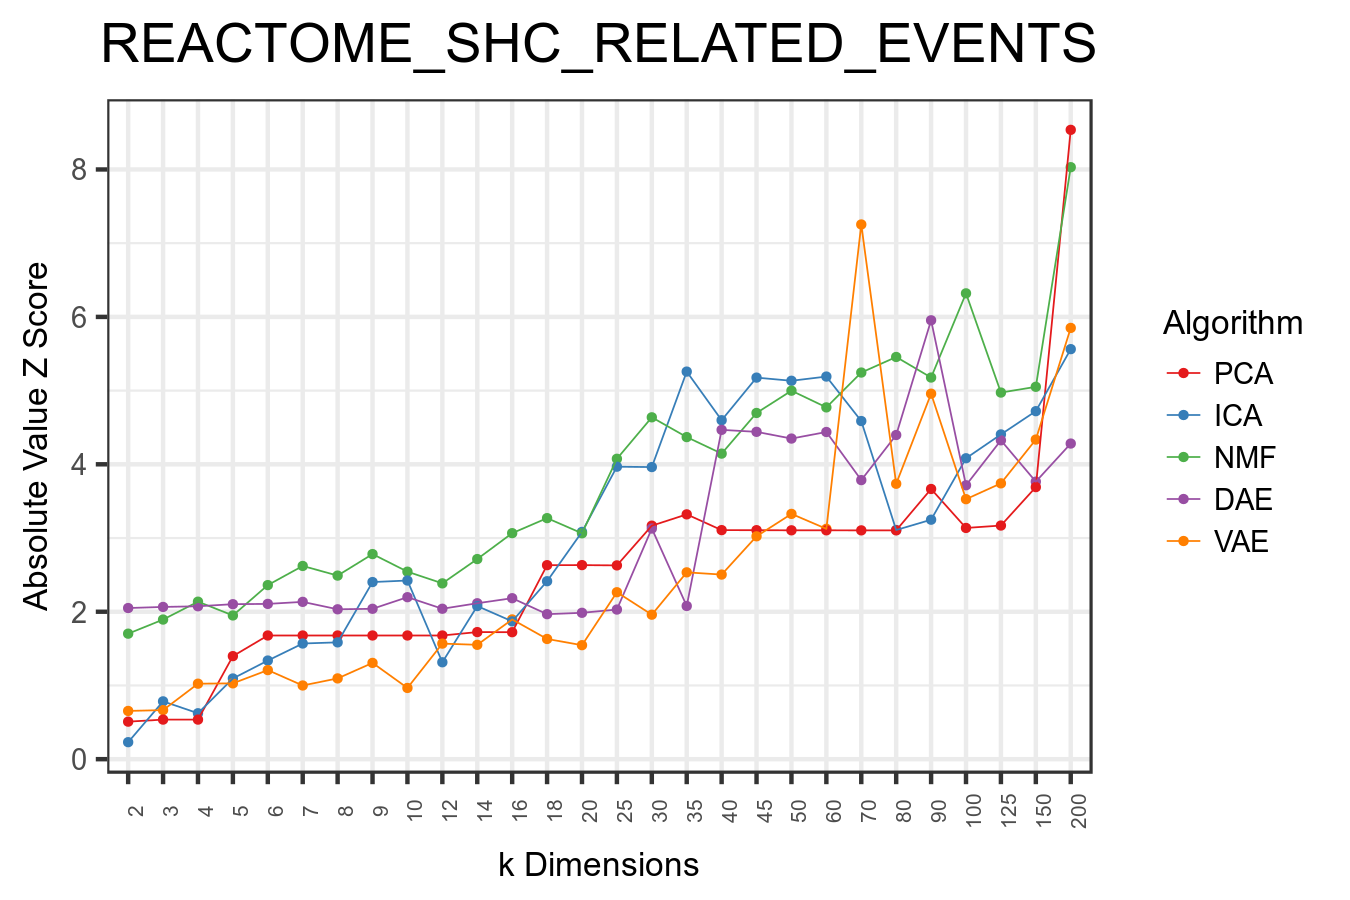 REACTOME_SHC_RELATED_EVENTS
Absolute Value Z Score
8
6
4
2
0
2 3 4 5 6 7 8 9 10 12 14 16 18 20 25 30 35 40 45 50 60 70 80 90 100 125 150 200
k Dimensions
Algorithm
PCA
ICA
NMF
DAE
VAE